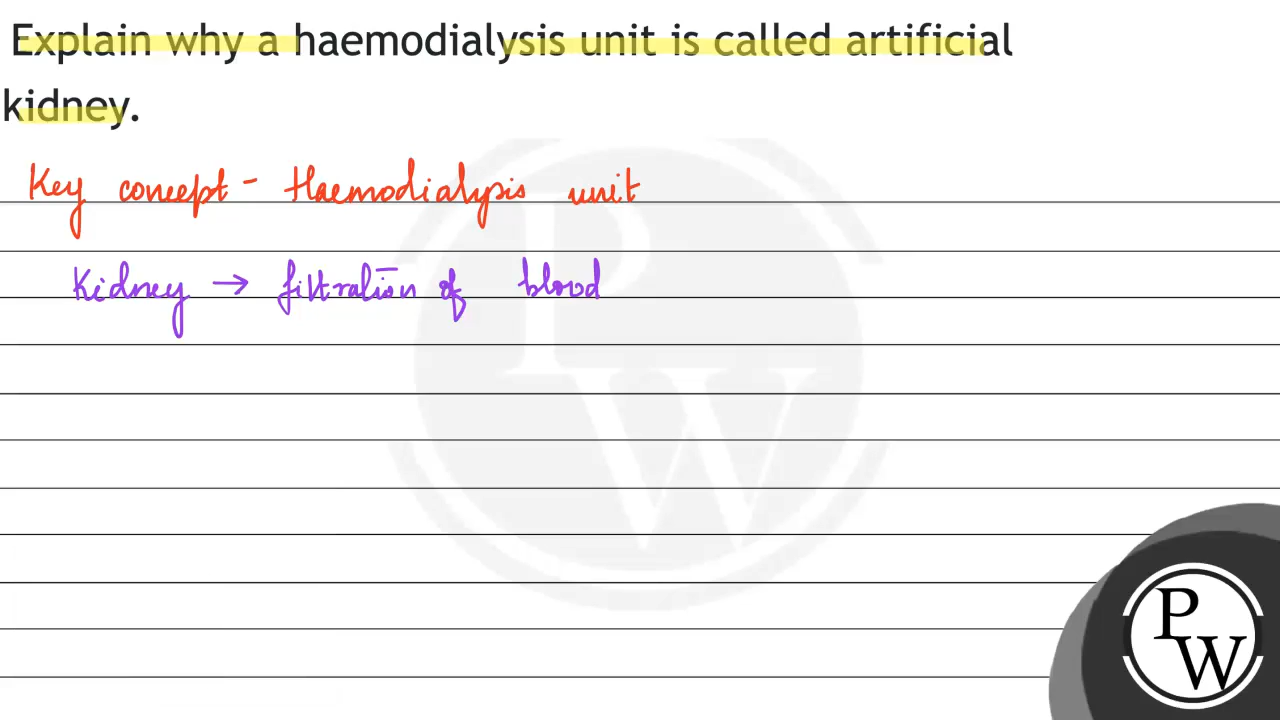 Explain why a haemodialysis unit is called artificial
kidney.
Key concept - Haemodialysis unit
Kidney → filtration of blood
P
W
P
W